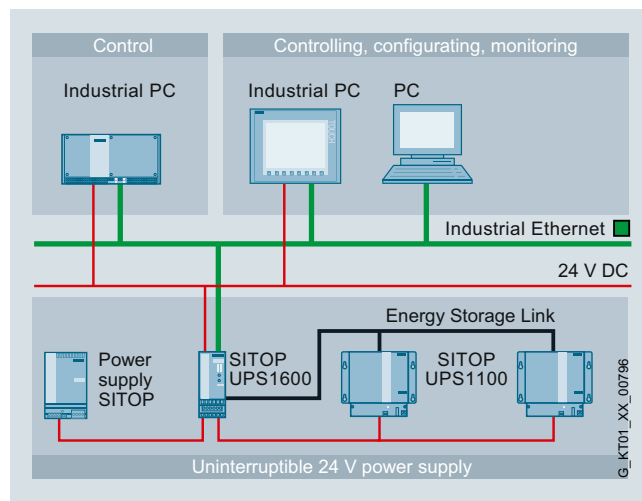 Control
Controlling, configurating, monitoring
Industrial PC
Industrial PC
PC
TOUCH
Industrial Ethernet
24 V DC
Energy Storage Link
Power
supply
SITOP
SITOP
UPS1600
SITOP
UPS1100
Uninterruptible 24 V power supply
G_KT01_XX_00796